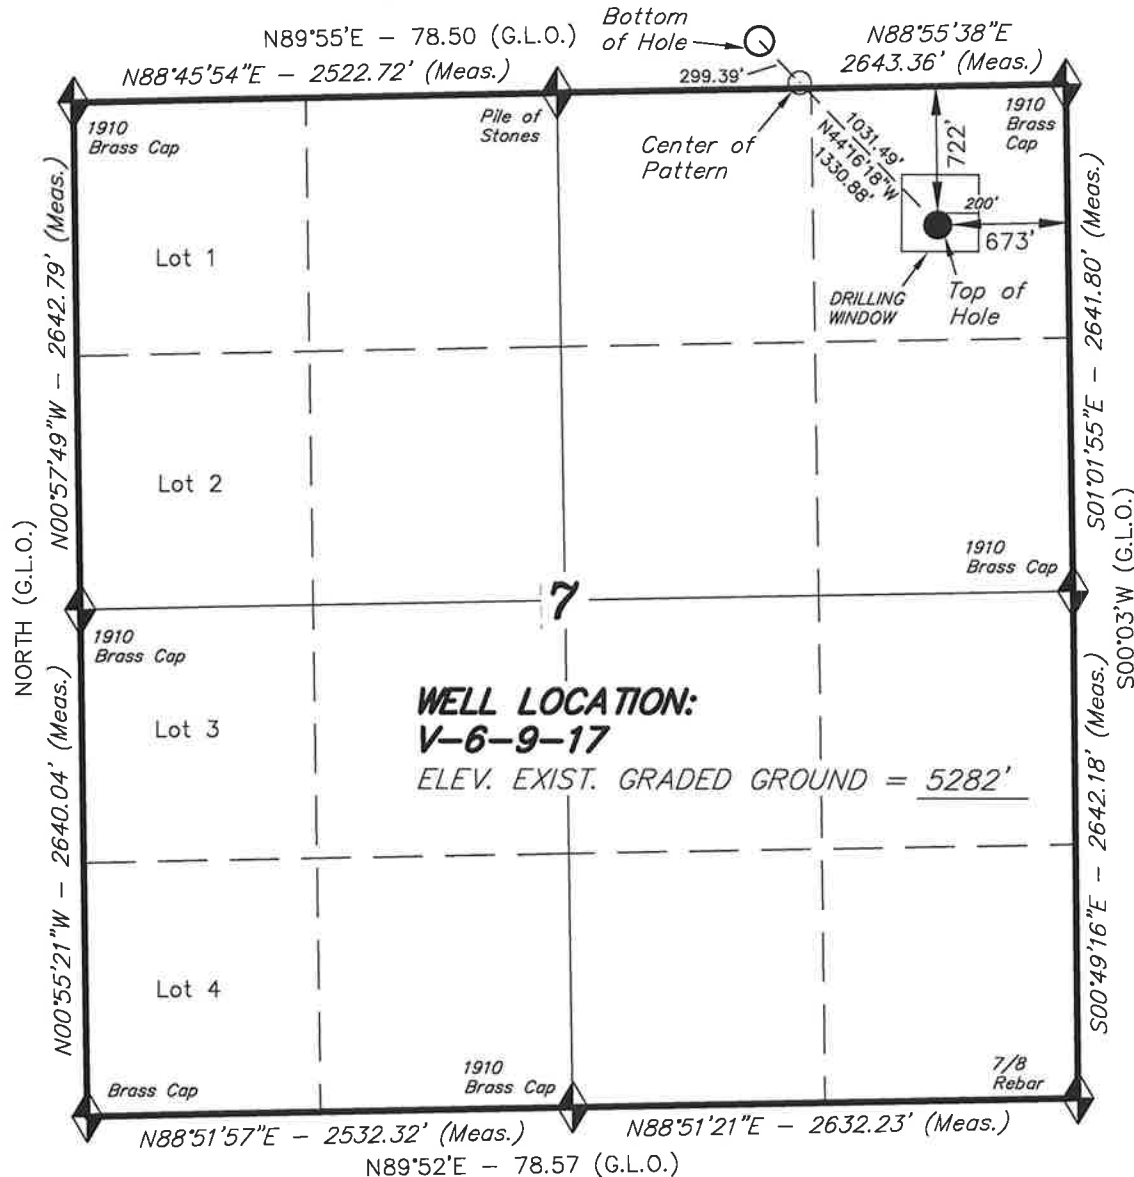 N89°55'E – 78.50 (G.L.O.)
Bottom
of Hole
N88°55'38"E
2643.36' (Meas.)
N88°45'54"E – 2522.72' (Meas.)
299.39'
1910
Brass Cap
Pile of
Stones
Center of
Pattern
1031.49'
N44°16'18"W
1330.88'
722'
1910
Brass
Cap
200'
673'
DRILLING
WINDOW
Top of
Hole
Lot 1
N00°57'49"W – 2642.79' (Meas.)
S01°01'55"E – 2641.80' (Meas.)
Lot 2
NORTH (G.L.O.)
S00°03'W (G.L.O.)
1910
Brass Cap
7
1910
Brass Cap
WELL LOCATION:
V–6–9–17
ELEV. EXIST. GRADED GROUND = 5282'
Lot 3
N00°55'21"W – 2640.04' (Meas.)
S00°49'16"E – 2642.18' (Meas.)
Lot 4
Brass Cap
1910
Brass Cap
7/8
Rebar
N88°51'57"E – 2532.32' (Meas.)
N88°51'21"E – 2632.23' (Meas.)
N89°52'E – 78.57 (G.L.O.)